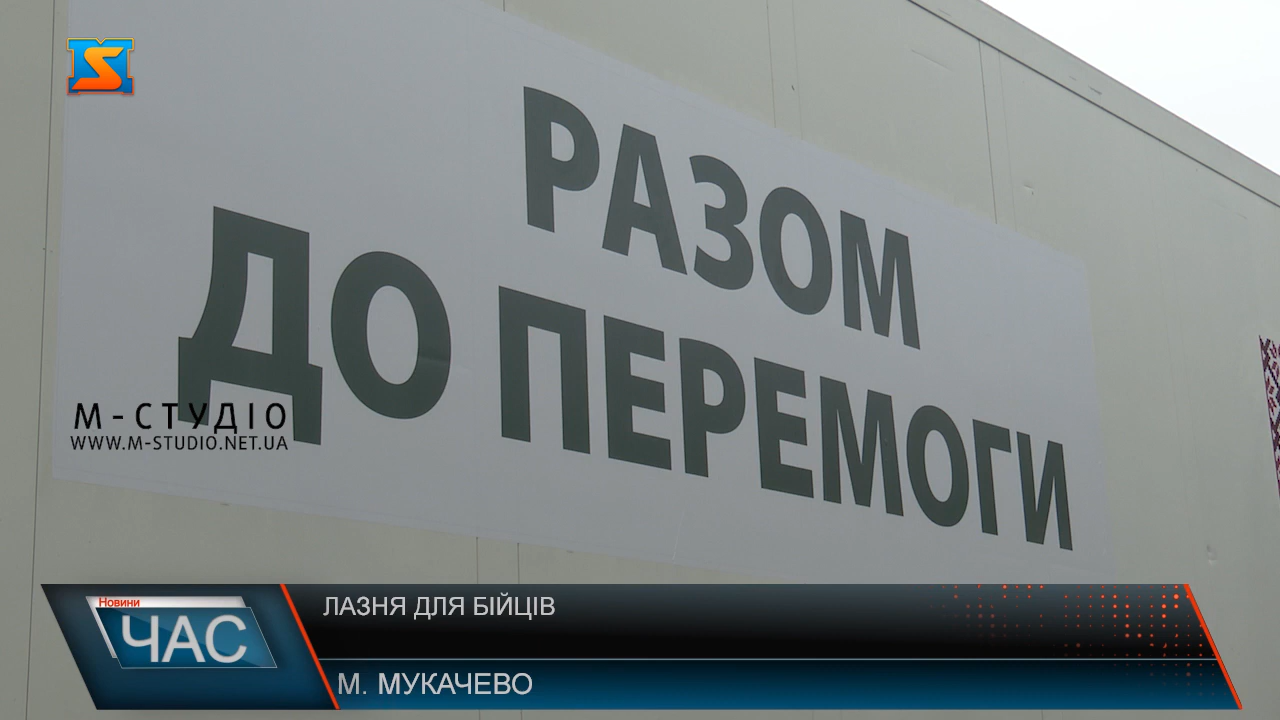 РАЗОМ
ДО ПЕРЕМОГИ
М-СТУДІО
WWW.M-STUDIO.NET.UA
Новини
ЧАС
ЛАЗНЯ ДЛЯ БІЙЦІВ
М. МУКАЧЕВО